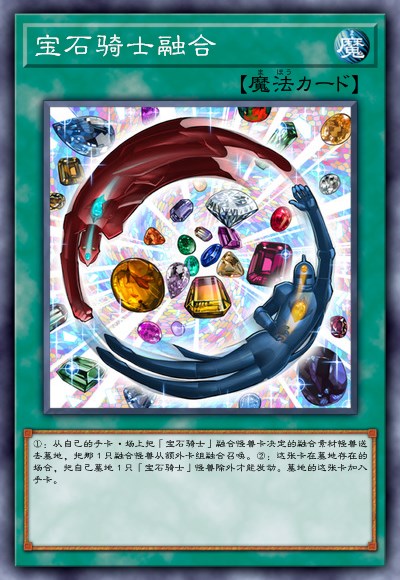 宝石骑士融合
魔
【魔法カード】
ま ほう
①：从自己的手卡・场上把「宝石骑士」融合怪兽卡决定的融合素材怪兽送
去墓地，把那１只融合怪兽从额外卡组融合召唤。②：这张卡在墓地存在的
场合，把自己墓地１只「宝石骑士」怪兽除外才能发动。墓地的这张卡加入
手卡。